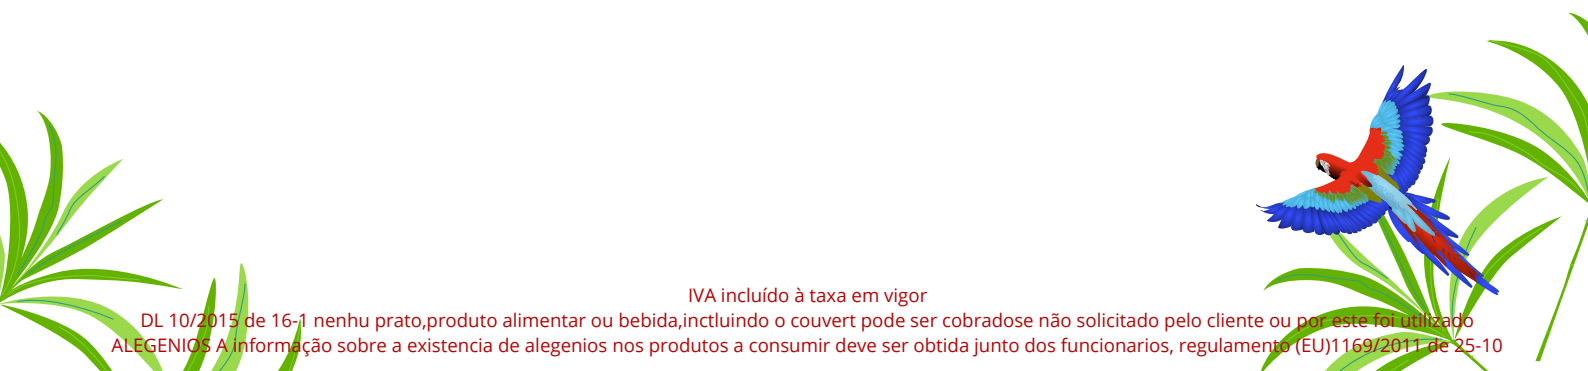 IVA incluído à taxa em vigor
DL 10/2015 de 16-1 nenhu prato,produto alimentar ou bebida,inctluindo o couvert pode ser cobradose não solicitado pelo cliente ou por este foi utilizado
ALEGENIOS A informação sobre a existencia de alegenios nos produtos a consumir deve ser obtida junto dos funcionarios, regulamento (EU)1169/2011 de 25-10